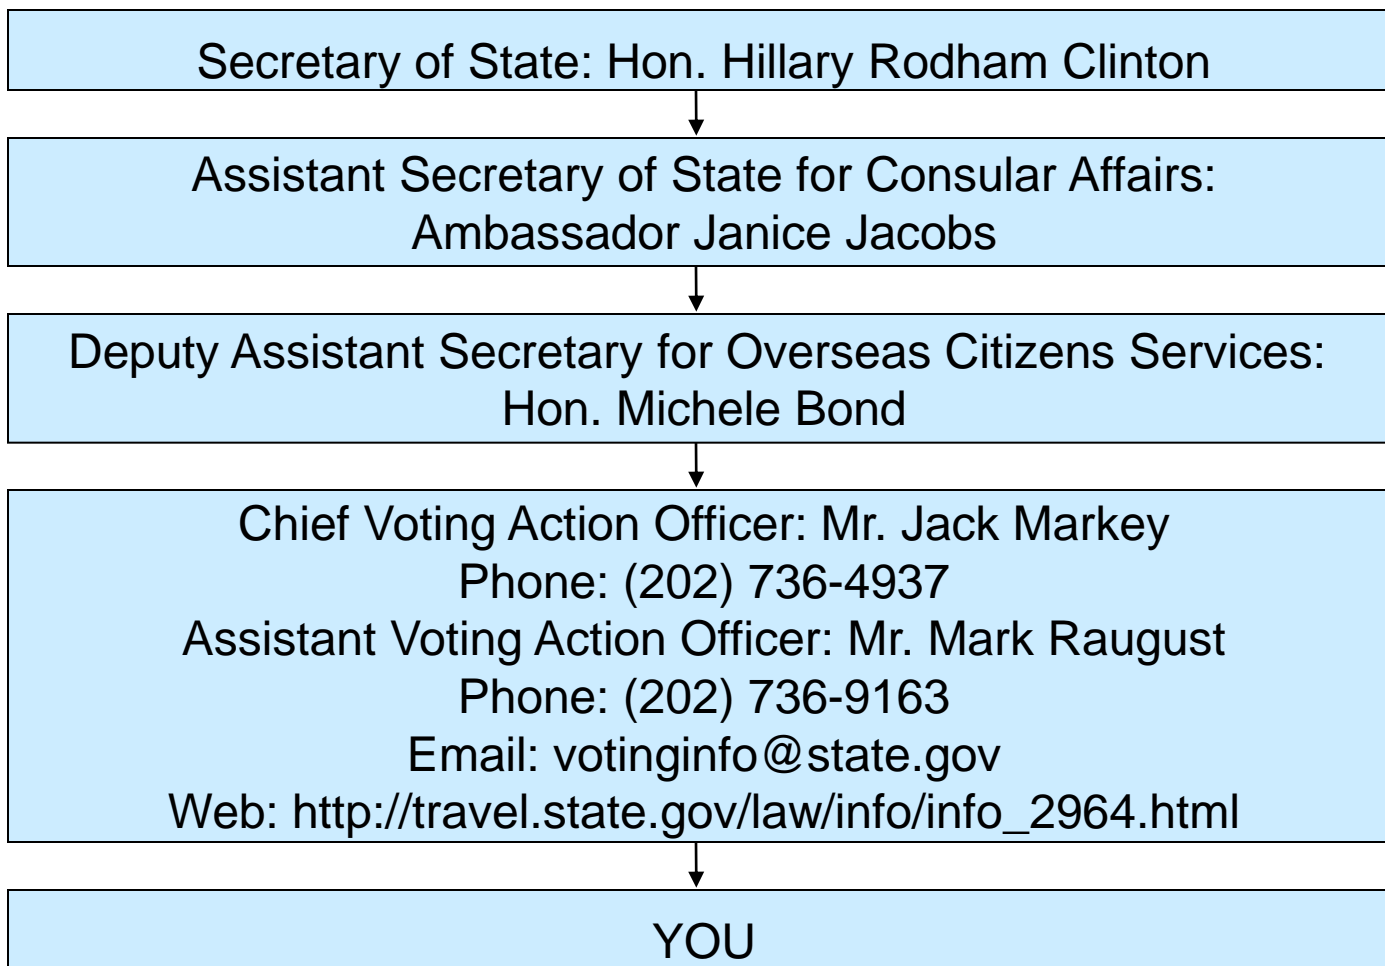 Secretary of State: Hon. Hillary Rodham Clinton
Assistant Secretary of State for Consular Affairs:
Ambassador Janice Jacobs
Deputy Assistant Secretary for Overseas Citizens Services:
Hon. Michele Bond
Chief Voting Action Officer: Mr. Jack Markey
Phone: (202) 736-4937
Assistant Voting Action Officer: Mr. Mark Raugust
Phone: (202) 736-9163
Email: votinginfo@state.gov
Web: http://travel.state.gov/law/info/info_2964.html
YOU